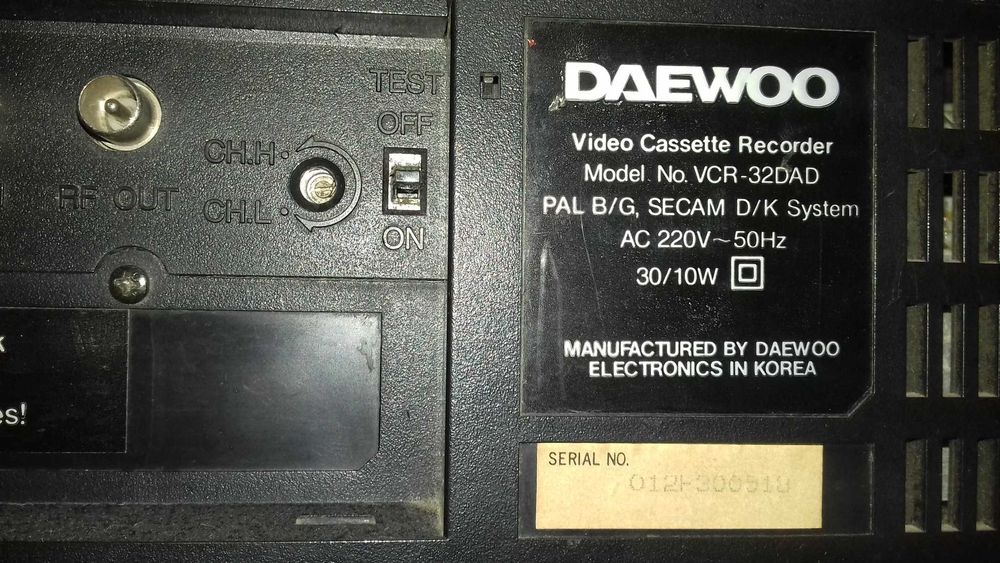 TEST
OFF
CH.H
CH.L
RF OUT
ON
es!
DAEWOO
Video Cassette Recorder
Model No. VCR-32DAD
PAL B/G, SECAM D/K System
AC 220V~50Hz
30/10W
MANUFACTURED BY DAEWOO
ELECTRONICS IN KOREA
SERIAL NO.